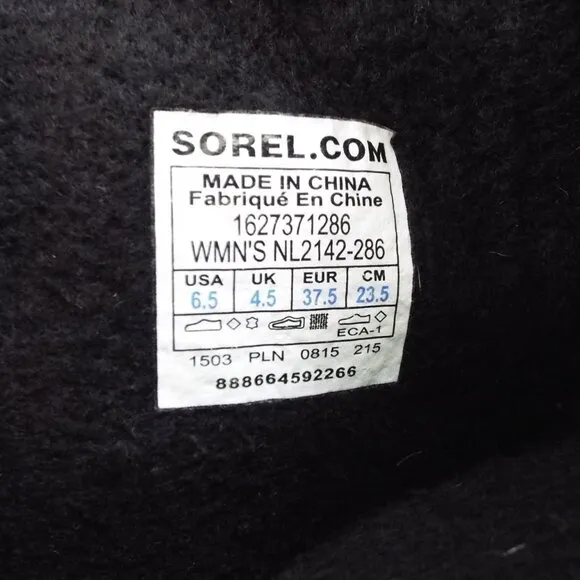 SOREL.COM
MADE IN CHINA
Fabriqué En Chine
1627371286
WMN'S NL2142-286
USA UK EUR CM
6.5 4.5 37.5 23.5
ECA-1
1503 PLN 0815 215
888664592266